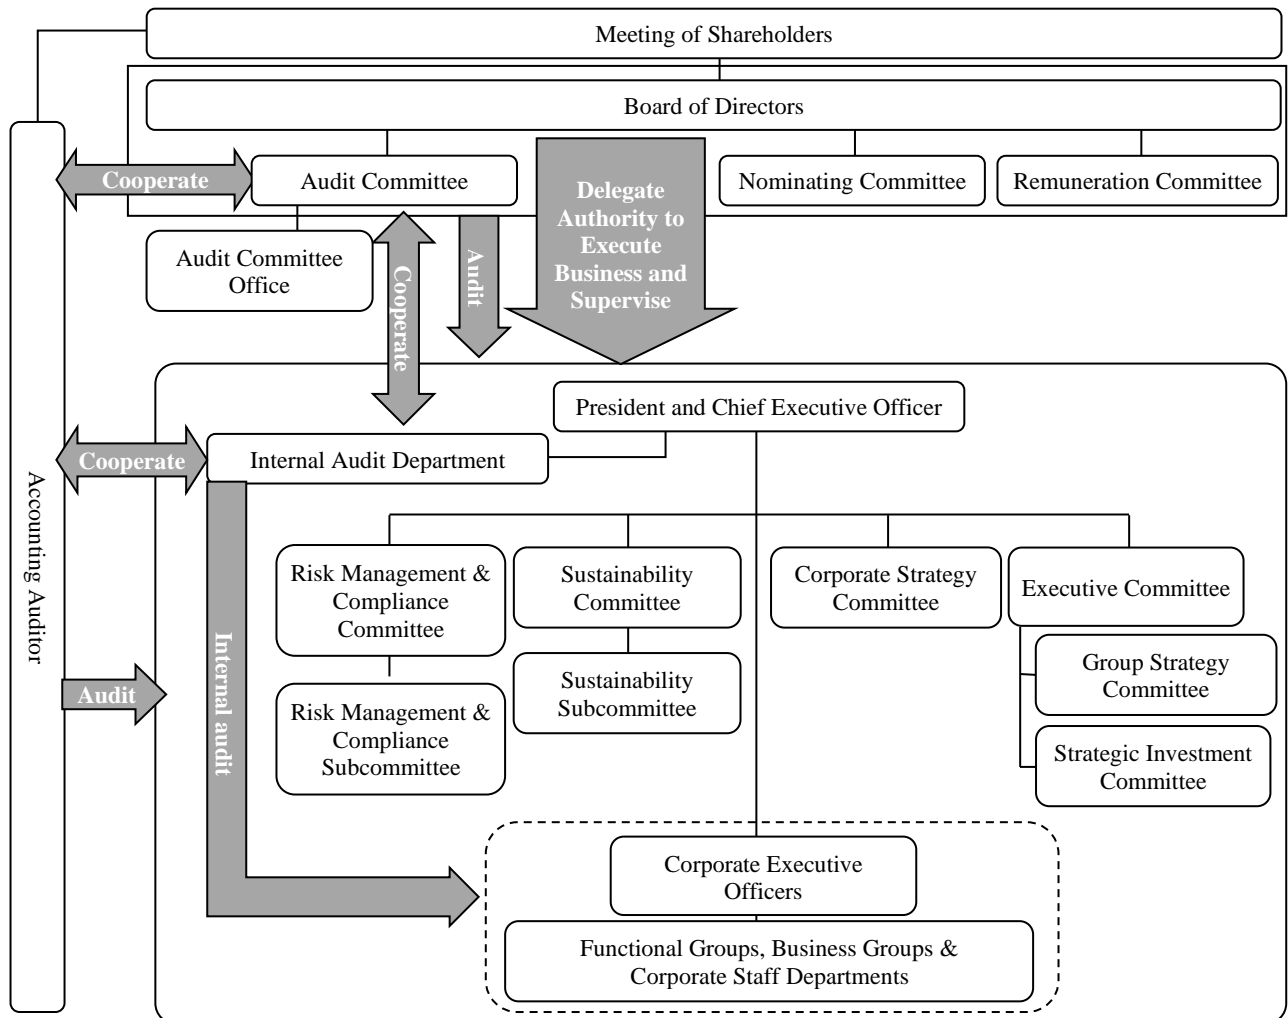 Meeting of Shareholders
Board of Directors
Cooperate
Audit Committee
Delegate
Authority to
Execute
Business and
Supervise
Nominating Committee
Remuneration Committee
Audit Committee
Office
Cooperate
Audit
President and Chief Executive Officer
Cooperate
Internal Audit Department
Accounting Auditor
Risk Management &
Compliance
Committee
Sustainability
Committee
Corporate Strategy
Committee
Executive Committee
Internal audit
Group Strategy
Committee
Audit
Risk Management &
Compliance
Subcommittee
Sustainability
Subcommittee
Strategic Investment
Committee
Corporate Executive
Officers
Functional Groups, Business Groups &
Corporate Staff Departments